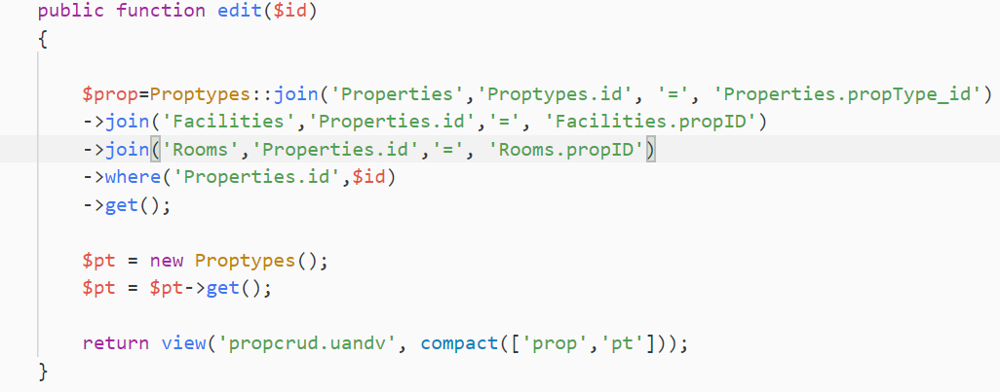 public function edit($id)
{
$prop=Proptypes::join('Properties','Proptypes.id', '=', 'Properties.propType_id')
->join('Facilities','Properties.id','=', 'Facilities.propID')
->join('Rooms','Properties.id','=', 'Rooms.propID')
->where('Properties.id',$id)
->get();
$pt = new Proptypes();
$pt = $pt->get();
return view('propcrud.uandv', compact(['prop','pt']));
}